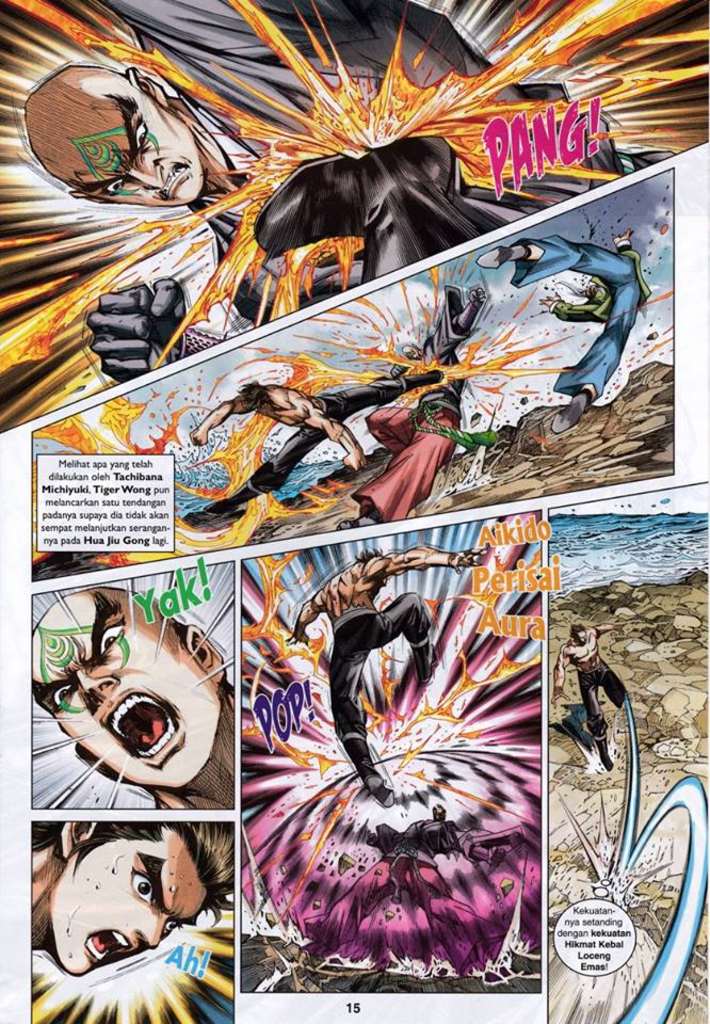 PANG!
Melihat apa yang telah
dilakukan oleh Tachibana
Michiyuki, Tiger Wong pun
melancarkan satu tendangan
padanya supaya dia tidak akan
sempat melanjutkan serangan-
nya pada Hua Jiu Gong lagi.
Yak!
Aikido
Perisai
Aura
POP!
Ah!
Kekuatan-
nya setanding
dengan kekuatan
Hikmat Kebal
Loceng
Emas!
15